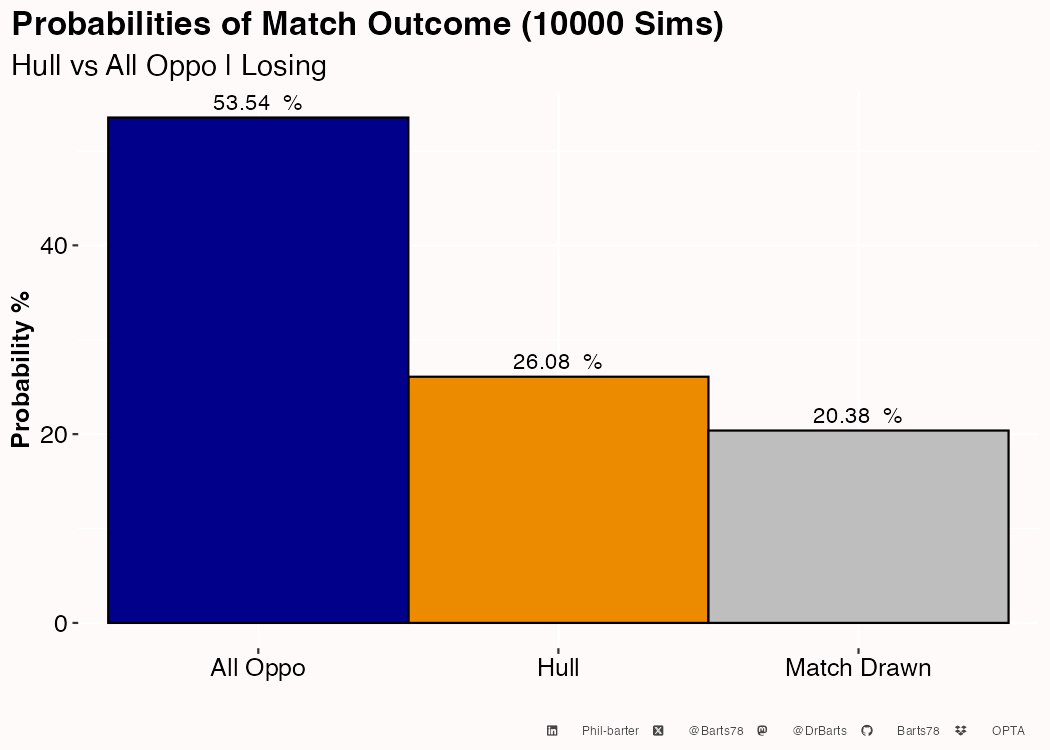 Probabilities of Match Outcome (10000 Sims)
Hull vs All Oppo | Losing
53.54 %
40
26.08 %
20.38 %
20
0
Probability %
All Oppo Hull Match Drawn
Phil-barter @Barts78 @DrBarts Barts78 OPTA